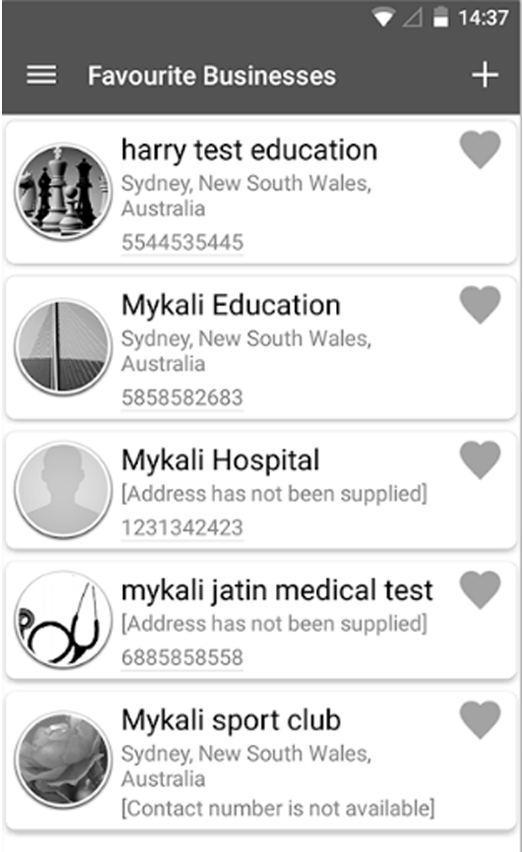 14:37
Favourite Businesses
harry test education
Sydney, New South Wales,
Australia
5544535445
Mykali Education
Sydney, New South Wales,
Australia
5858582683
Mykali Hospital
[Address has not been supplied]
1231342423
mykali jatin medical test
[Address has not been supplied]
6885858558
Mykali sport club
Sydney, New South Wales,
Australia
[Contact number is not available]